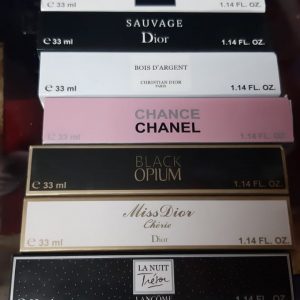 ℮ 33 ml 1.14 FL. OZ.
SAUVAGE
Dior
℮ 33 ml 1.14 FL. OZ.
BOIS D'ARGENT
CHRISTIAN DIOR
PARIS
℮ 33 ml 1.14 FL. OZ.
CHANCE
CHANEL
℮ 33 ml 1.14 FL. OZ.
BLACK
OPIUM
℮ 33 ml 1.14 FL. OZ.
Miss Dior
Chérie
Dior
℮ 33 ml 1.14 FL. OZ.
LA NUIT
Trésor
LANCÔME